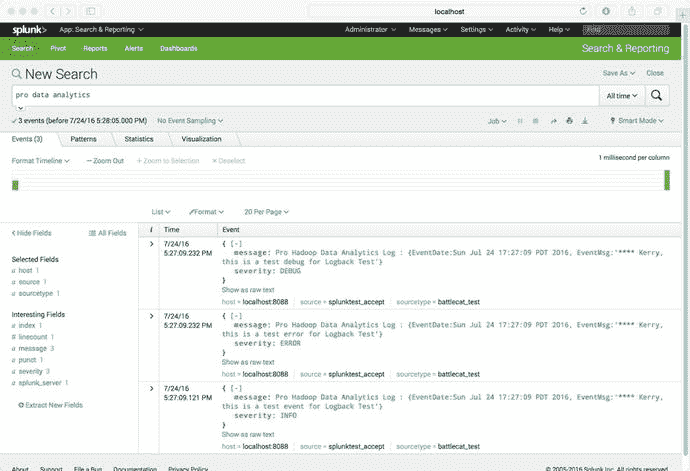 localhost
splunk> App: Search & Reporting Administrator Messages Settings Activity Help
Search Pivot Reports Alerts Dashboards Search & Reporting
New Search Save As Close
pro data analytics All time
3 events (before 7/24/16 5:28:05.000 PM) No Event Sampling Job Smart Mode
Events (3) Patterns Statistics Visualization
Format Timeline — Zoom Out + Zoom to Selection × Deselect 1 millisecond per column
List Format 20 Per Page
< Hide Fields All Fields i Time Event
Selected Fields
a host 1
a source 1
a sourcetype 1
Interesting Fields
a index 1
# linecount 1
a message 3
a punct 1
a severity 3
a splunk_server 1
Extract New Fields
> 7/24/16 { [-]
5:27:09.232 PM message: Pro Hadoop Data Analytics Log : {EventDate:Sun Jul 24 17:27:09 PDT 2016, EventMsg:'**** Kerry,
this is a test debug for Logback Test'}
severity: DEBUG
}
Show as raw text
host = localhost:8088 source = splunktest_accept sourcetype = battlecat_test
> 7/24/16 { [-]
5:27:09.232 PM message: Pro Hadoop Data Analytics Log : {EventDate:Sun Jul 24 17:27:09 PDT 2016, EventMsg:'**** Kerry,
this is a test error for Logback Test'}
severity: ERROR
}
Show as raw text
host = localhost:8088 source = splunktest_accept sourcetype = battlecat_test
> 7/24/16 { [-]
5:27:09.121 PM message: Pro Hadoop Data Analytics Log : {EventDate:Sun Jul 24 17:27:09 PDT 2016, EventMsg:'**** Kerry,
this is a test event for Logback Test'}
severity: INFO
}
Show as raw text
host = localhost:8088 source = splunktest_accept sourcetype = battlecat_test
About Support File a Bug Documentation Privacy Policy © 2005-2016 Splunk Inc. All rights reserved.